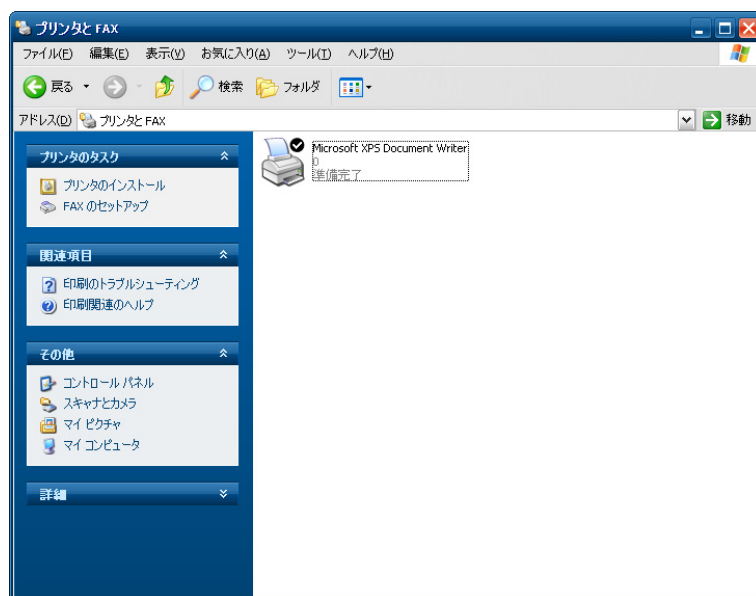 プリンタと FAX
ファイル(F) 編集(E) 表示(V) お気に入り(A) ツール(T) ヘルプ(H)
戻る 検索 フォルダ
アドレス(D) プリンタと FAX 移動
プリンタのタスク
プリンタのインストール
FAX のセットアップ
関連項目
印刷のトラブルシューティング
印刷関連のヘルプ
その他
コントロール パネル
スキャナとカメラ
マイ ピクチャ
マイ コンピュータ
詳細
Microsoft XPS Document Writer
0
準備完了